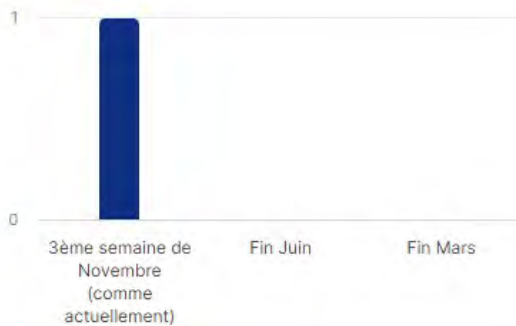 1
0
3ème semaine de Fin Juin Fin Mars
Novembre
(comme
actuellement)